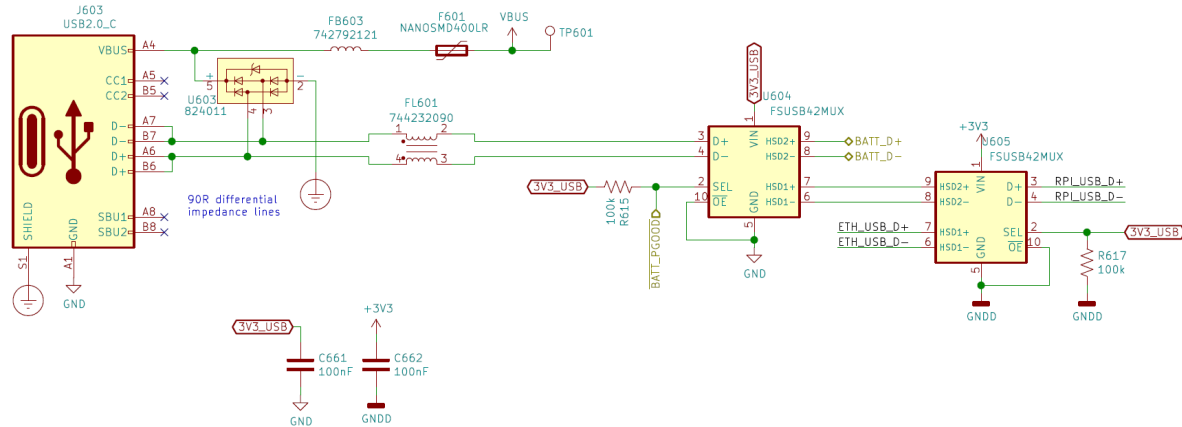 J603
USB2.0_C
VBUS
A4
CC1
A5
CC2
B5
D-
A7
D-
B7
D+
A6
D+
B6
SBU1
A8
SBU2
B8
SHIELD
GND
S1
A1
GND
FB603
742792121
F601
NANOSMD400LR
VBUS
TP601
+
5
-
2
U603
824011
4
3
FL601
744232090
1
2
4
3
90R differential
impedance lines
3V3_USB
U604
FSUSB42MUX
1
VIN
3
D+
4
D-
2
SEL
10
OE
HSD2+
9
HSD2-
8
HSD1+
7
HSD1-
6
GND
5
GND
BATT_D+
BATT_D-
3V3_USB
100k
R615
BATT_PGOOD
+3V3
U605
FSUSB42MUX
1
VIN
9
HSD2+
8
HSD2-
7
HSD1+
6
HSD1-
D+
3
D-
4
SEL
2
OE
10
GND
5
GNDD
ETH_USB_D+
ETH_USB_D-
RPI_USB_D+
RPI_USB_D-
3V3_USB
R617
100k
GNDD
3V3_USB
C661
100nF
GND
+3V3
C662
100nF
GNDD